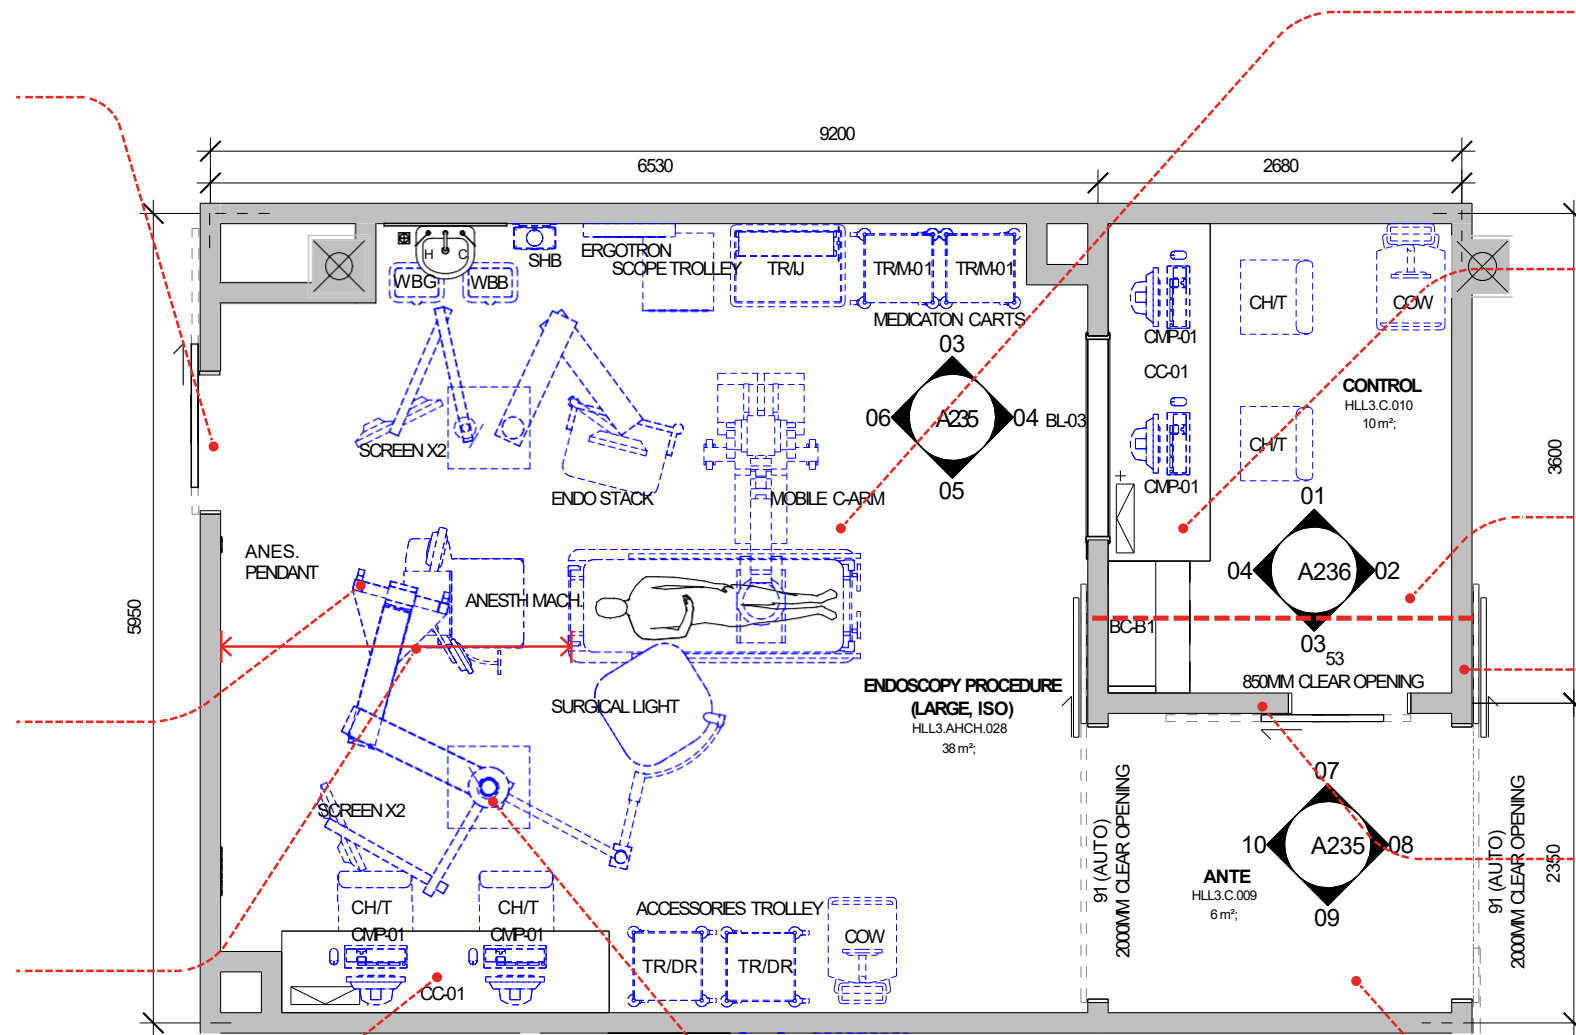 9200
6530
2680
ERGOTRON
SHB
SCOPE TROLLEY
H
C
WBG
WBB
TR/IJ
TR/M-01
TR/M-01
MEDICATON CARTS
CMP-01
CH/T
COW
CC-01
CONTROL
HLL3.C.010
10 m²;
03
06
A235
04
05
BL-03
CH/T
CMP-01
SCREEN X2
ENDO STACK
MOBILE C-ARM
3600
01
04
A236
02
03
ANES.
PENDANT
ANESTH MACH.
5950
BC-B1
53
850MM CLEAR OPENING
ENDOSCOPY PROCEDURE
(LARGE, ISO)
HLL3.AHCH.028
38 m²;
SURGICAL LIGHT
SCREEN X2
07
10
A235
08
09
91 (AUTO)
2000MM CLEAR OPENING
91 (AUTO)
2000MM CLEAR OPENING
2350
ANTE
HLL3.C.009
6 m²;
CH/T
CH/T
CMP-01
CMP-01
CC-01
ACCESSORIES TROLLEY
TR/DR
TR/DR
COW